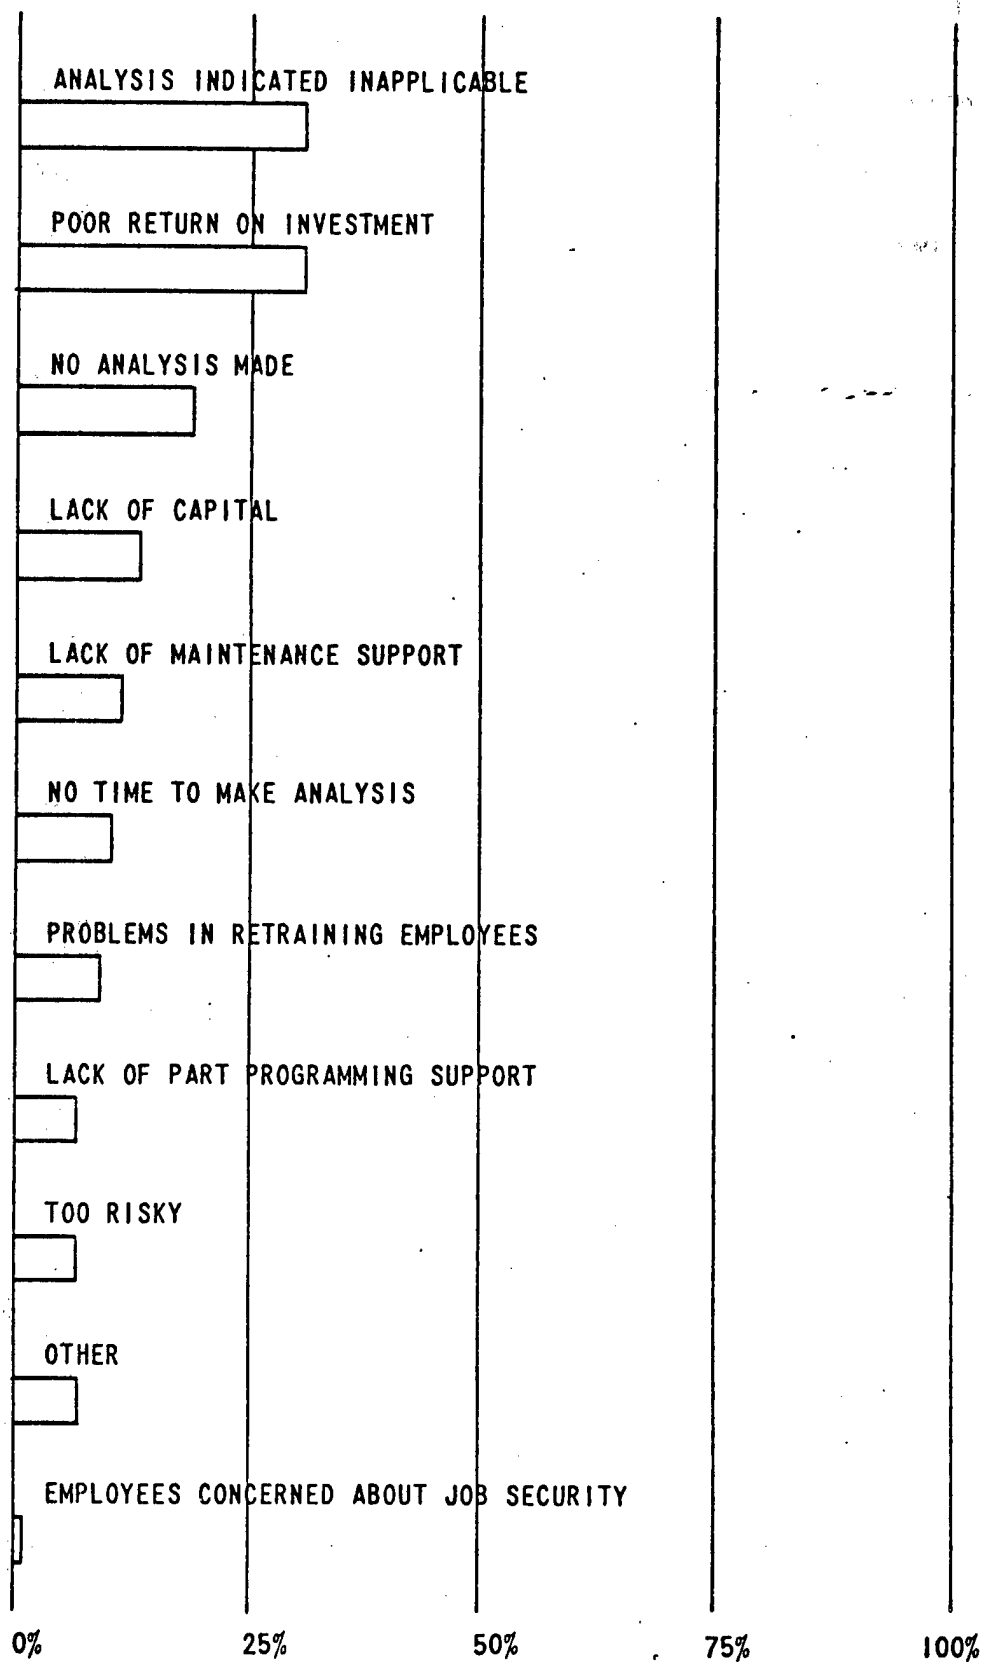 ANALYSIS INDICATED INAPPLICABLE
POOR RETURN ON INVESTMENT
NO ANALYSIS MADE
LACK OF CAPITAL
LACK OF MAINTENANCE SUPPORT
NO TIME TO MAKE ANALYSIS
PROBLEMS IN RETRAINING EMPLOYEES
LACK OF PART PROGRAMMING SUPPORT
TOO RISKY
OTHER
EMPLOYEES CONCERNED ABOUT JOB SECURITY
0% 25% 50% 75% 100%